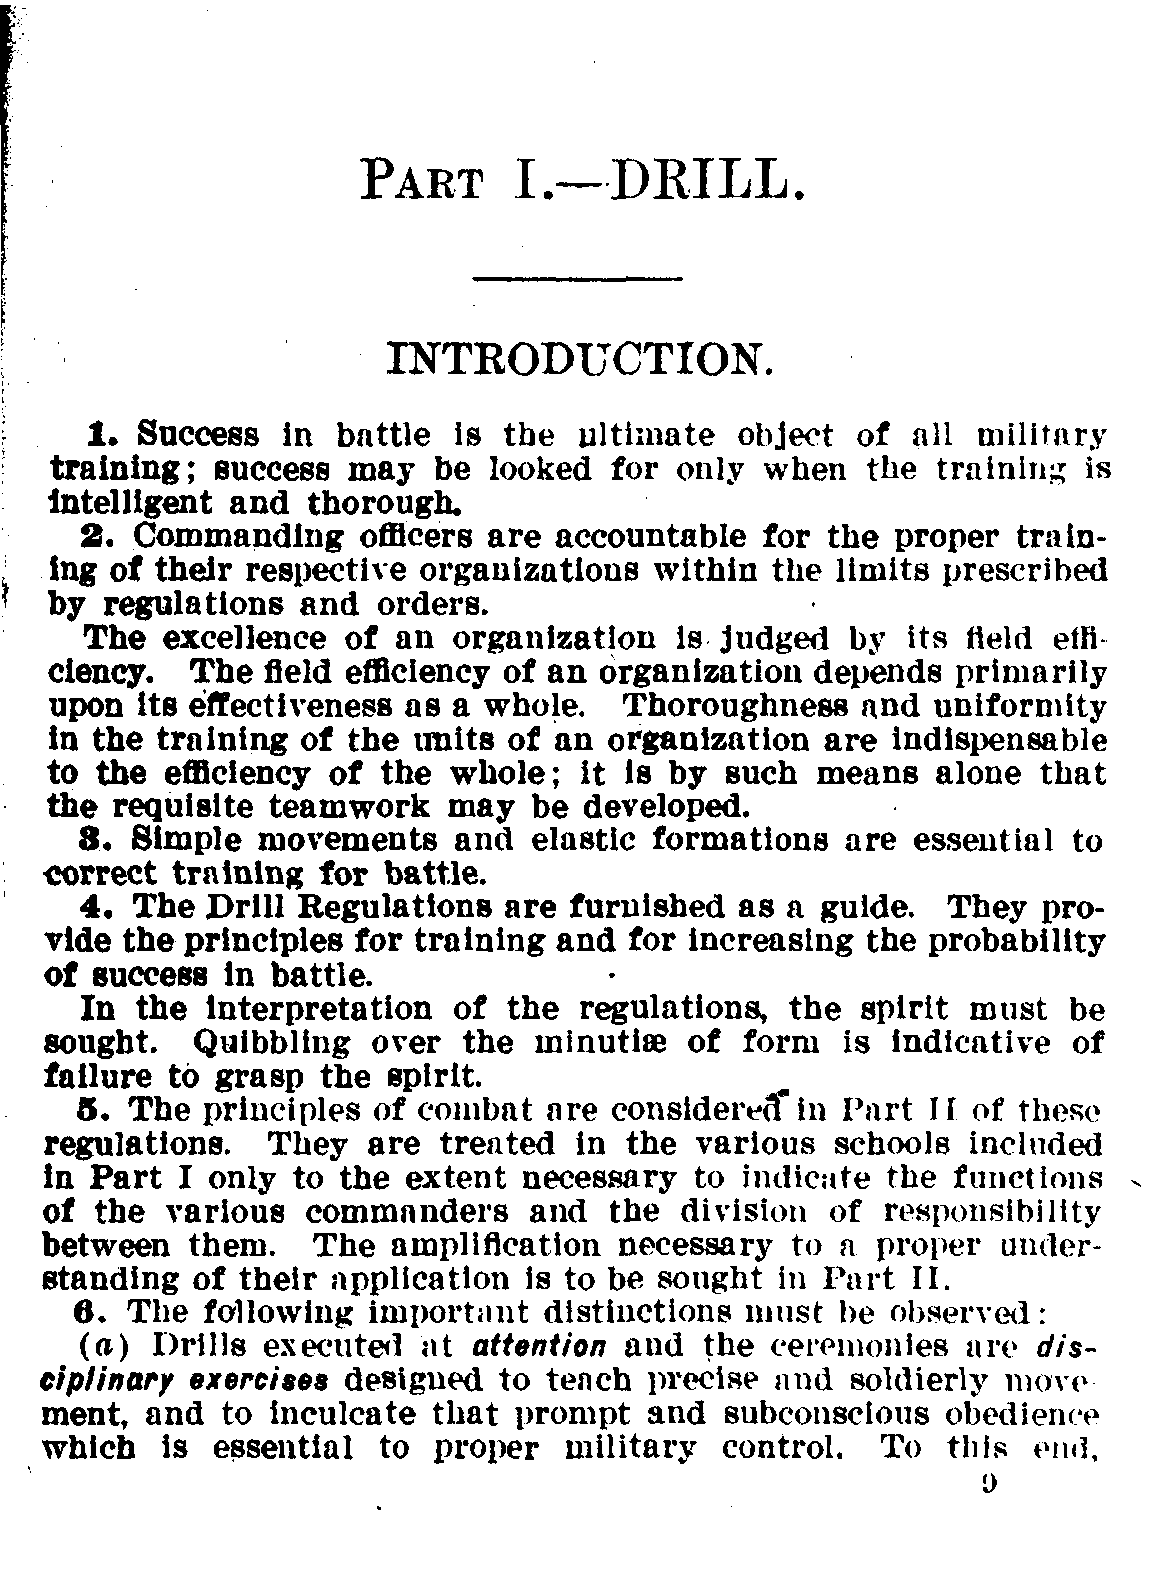 PART I.—DRILL.
INTRODUCTION.
1. Success in battle is the ultimate object of all military
training; success may be looked for only when the training is
intelligent and thorough.
2. Commanding officers are accountable for the proper train-
ing of their respective organizations within the limits prescribed
by regulations and orders.
The excellence of an organization is judged by its field effi-
ciency. The field efficiency of an organization depends primarily
upon its effectiveness as a whole. Thoroughness and uniformity
in the training of the units of an organization are indispensable
to the efficiency of the whole; it is by such means alone that
the requisite teamwork may be developed.
3. Simple movements and elastic formations are essential to
correct training for battle.
4. The Drill Regulations are furnished as a guide. They pro-
vide the principles for training and for increasing the probability
of success in battle.
In the interpretation of the regulations, the spirit must be
sought. Quibbling over the minutiæ of form is indicative of
failure to grasp the spirit.
5. The principles of combat are considered in Part II of these
regulations. They are treated in the various schools included
in Part I only to the extent necessary to indicate the functions
of the various commanders and the division of responsibility
between them. The amplification necessary to a proper under-
standing of their application is to be sought in Part II.
6. The following important distinctions must be observed:
(a) Drills executed at attention and the ceremonies are dis-
ciplinary exercises designed to teach precise and soldierly move-
ment, and to inculcate that prompt and subconscious obedience
which is essential to proper military control. To this end,
9